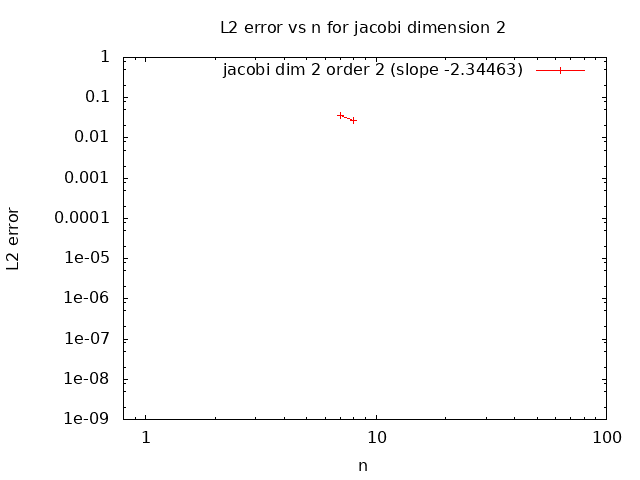 L2 error vs n for jacobi dimension 2
jacobi dim 2 order 2 (slope -2.34463)
1
0.1
0.01
0.001
0.0001
1e-05
1e-06
1e-07
1e-08
1e-09
L2 error
1 10 100
n